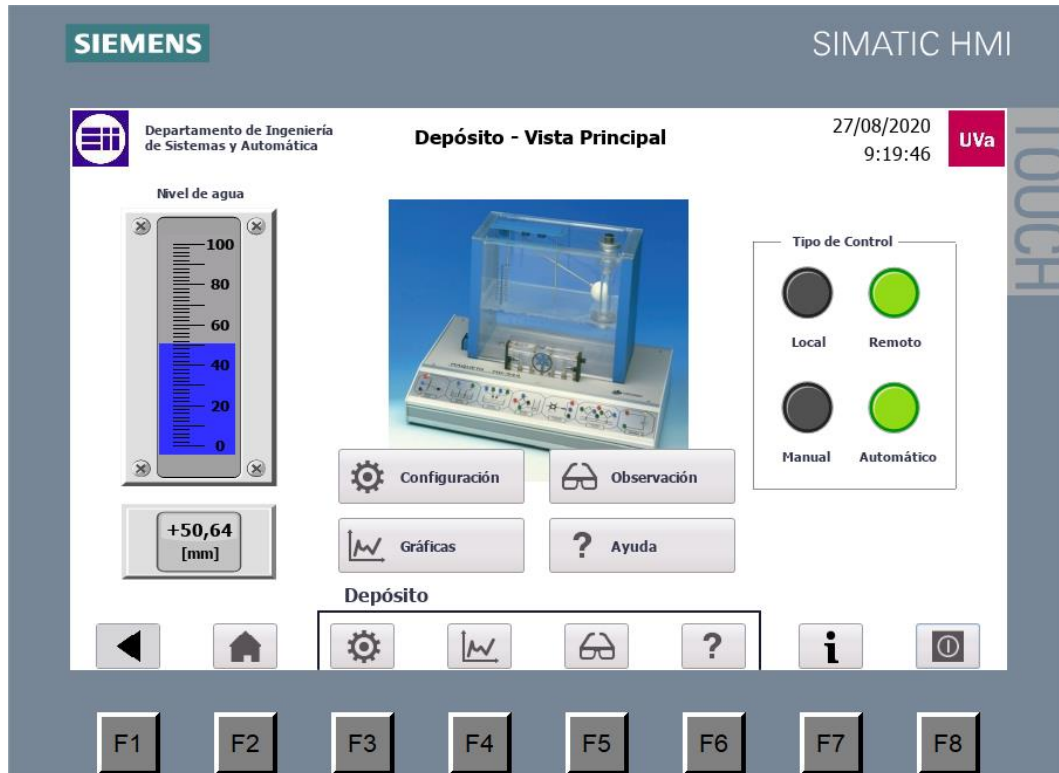 SIEMENS
SIMATIC HMI
TOUCH
Departamento de Ingeniería
de Sistemas y Automática
Depósito - Vista Principal
27/08/2020
9:19:46
UVa
Nivel de agua
100
80
60
40
20
0
+50,64
[mm]
Tipo de Control
Local
Remoto
Manual
Automático
Configuración
Observación
Gráficas
? Ayuda
Depósito
?
i
F1
F2
F3
F4
F5
F6
F7
F8